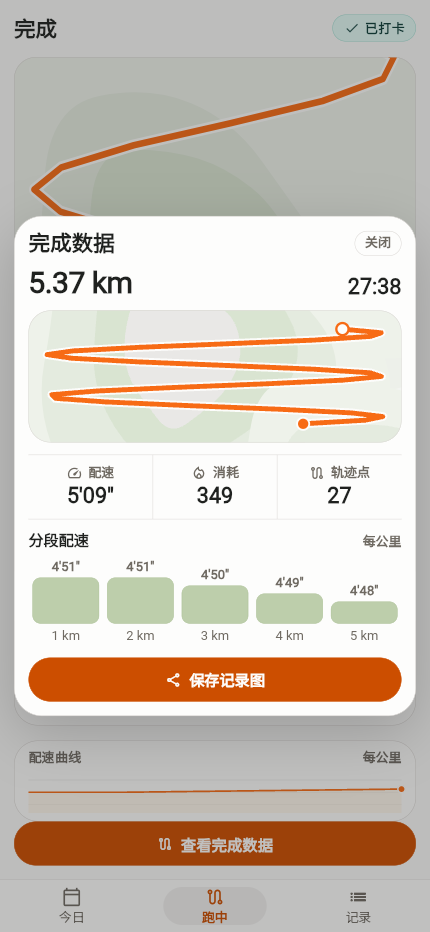 完成
已打卡
完成数据
关闭
5.37 km
27:38
配速
消耗
轨迹点
5'09"
349
27
分段配速
每公里
4'51"
4'51"
4'50"
4'49"
4'48"
1 km
2 km
3 km
4 km
5 km
保存记录图
配速曲线
每公里
查看完成数据
今日
跑中
记录